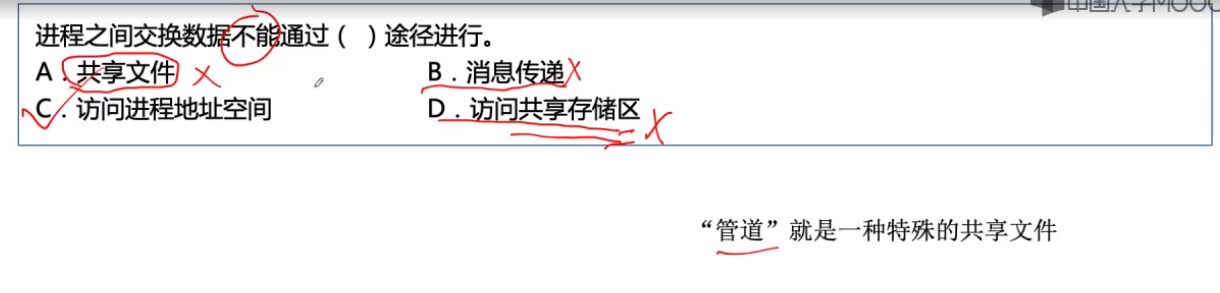 中国大学MOOC
进程之间交换数据不能通过（ ）途径进行。
A．共享文件 B．消息传递
C．访问进程地址空间 D．访问共享存储区
“管道”就是一种特殊的共享文件